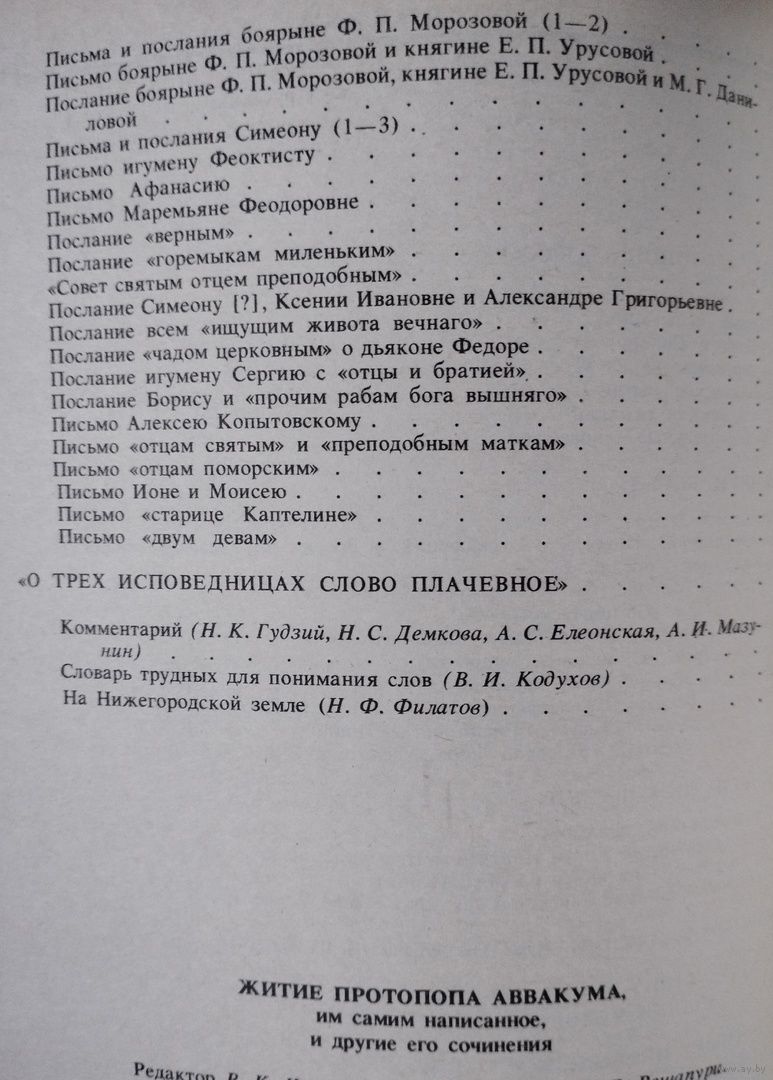 Письма и послания боярыне Ф. П. Морозовой (1—2) .
Письмо боярыне Ф. П. Морозовой и княгине Е. П. Урусовой .
Послание боярыне Ф. П. Морозовой, княгине Е. П. Урусовой и М. Г. Дани-
ловой . . . . . . . . . . . . . . .
Письма и послания Симеону (1—3) . . . . . . . . .
Письмо игумену Феоктисту . . . . . . . . . . .
Письмо Афанасию . . . . . . . . . . . . .
Письмо Маремьяне Феодоровне . . . . . . . . . .
Послание «верным» . . . . . . . . . . . . .
Послание «горемыкам миленьким» . . . . . . . . .
«Совет святым отцем преподобным» . . . . . . . . .
Послание Симеону [?], Ксении Ивановне и Александре Григорьевне .
Послание всем «ищущим живота вечнаго» . . . . . . .
Послание «чадом церковным» о дьяконе Федоре . . . . . .
Послание игумену Сергию с «отцы и братией» . . . . . .
Послание Борису и «прочим рабам бога вышняго» . . . . .
Письмо Алексею Копытовскому . . . . . . . . . .
Письмо «отцам святым» и «преподобным маткам» . . . . .
Письмо «отцам поморским» . . . . . . . . . . .
Письмо Ионе и Моисею . . . . . . . . . . . .
Письмо «старице Каптелине» . . . . . . . . . .
Письмо «двум девам» . . . . . . . . . . . .
«О ТРЕХ ИСПОВЕДНИЦАХ СЛОВО ПЛАЧЕВНОЕ» . . . . .
Комментарий (Н. К. Гудзий, Н. С. Демкова, А. С. Елеонская, А. И. Мазу-
нин) . . . . . . . . . . . . . . .
Словарь трудных для понимания слов (В. И. Кодухов) . . . .
На Нижегородской земле (Н. Ф. Филатов) . . . . . . .
ЖИТИЕ ПРОТОПОПА АВВАКУМА,
им самим написанное,
и другие его сочинения
Редактор В. К.
www.ay.by